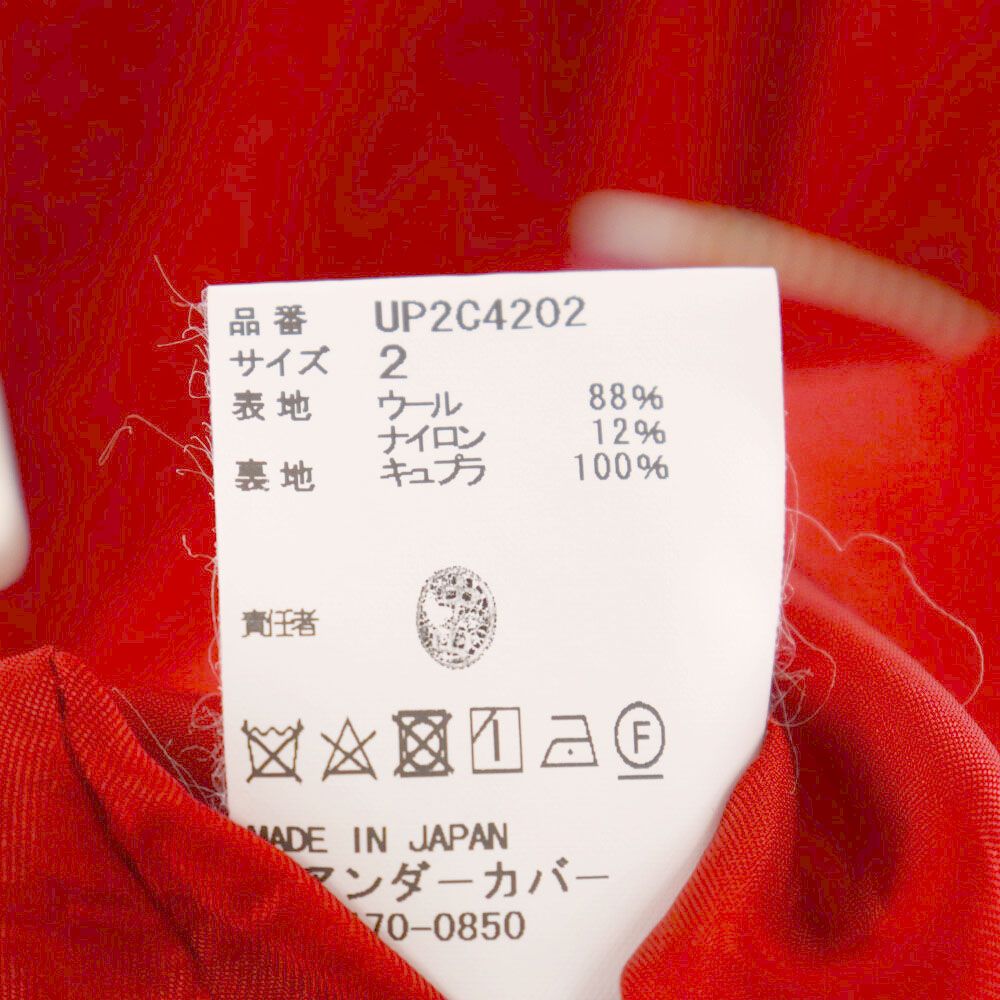 品番 UP2C4202
サイズ 2
表地 ウール 88%
ナイロン 12%
裏地 キュプラ 100%
責任者
F
MADE IN JAPAN
アンダーカバー
70-0850